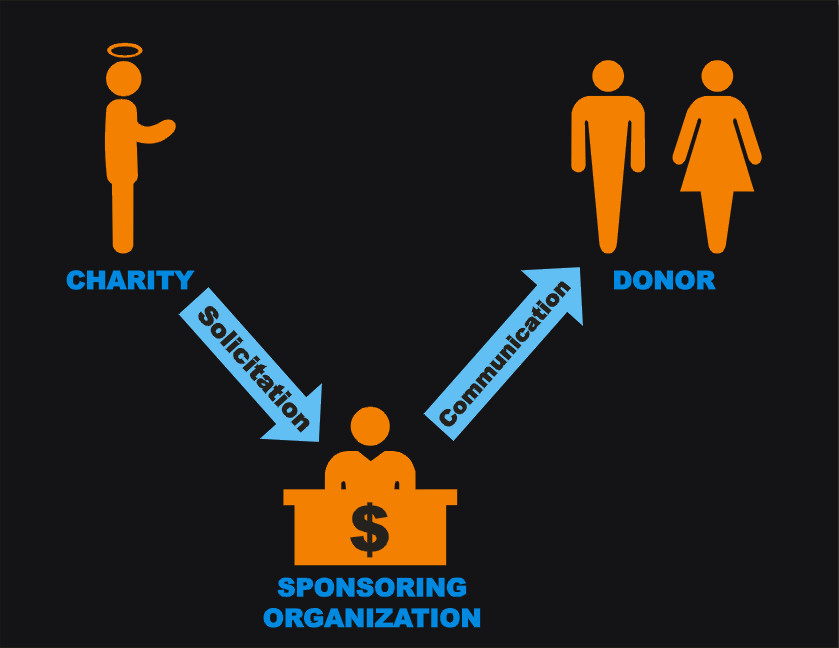 CHARITY
DONOR
Solicitation
Communication
$
SPONSORING
ORGANIZATION